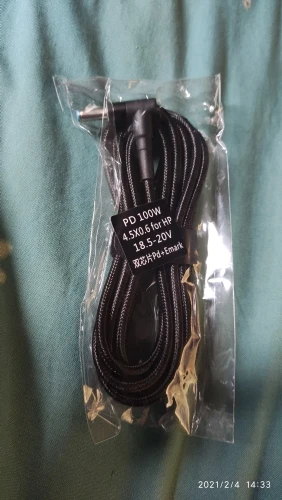 PD 100W
4.5X0.6 for HP
18.5-20V
双芯片Pd+Emark
2021/2/4 14:33